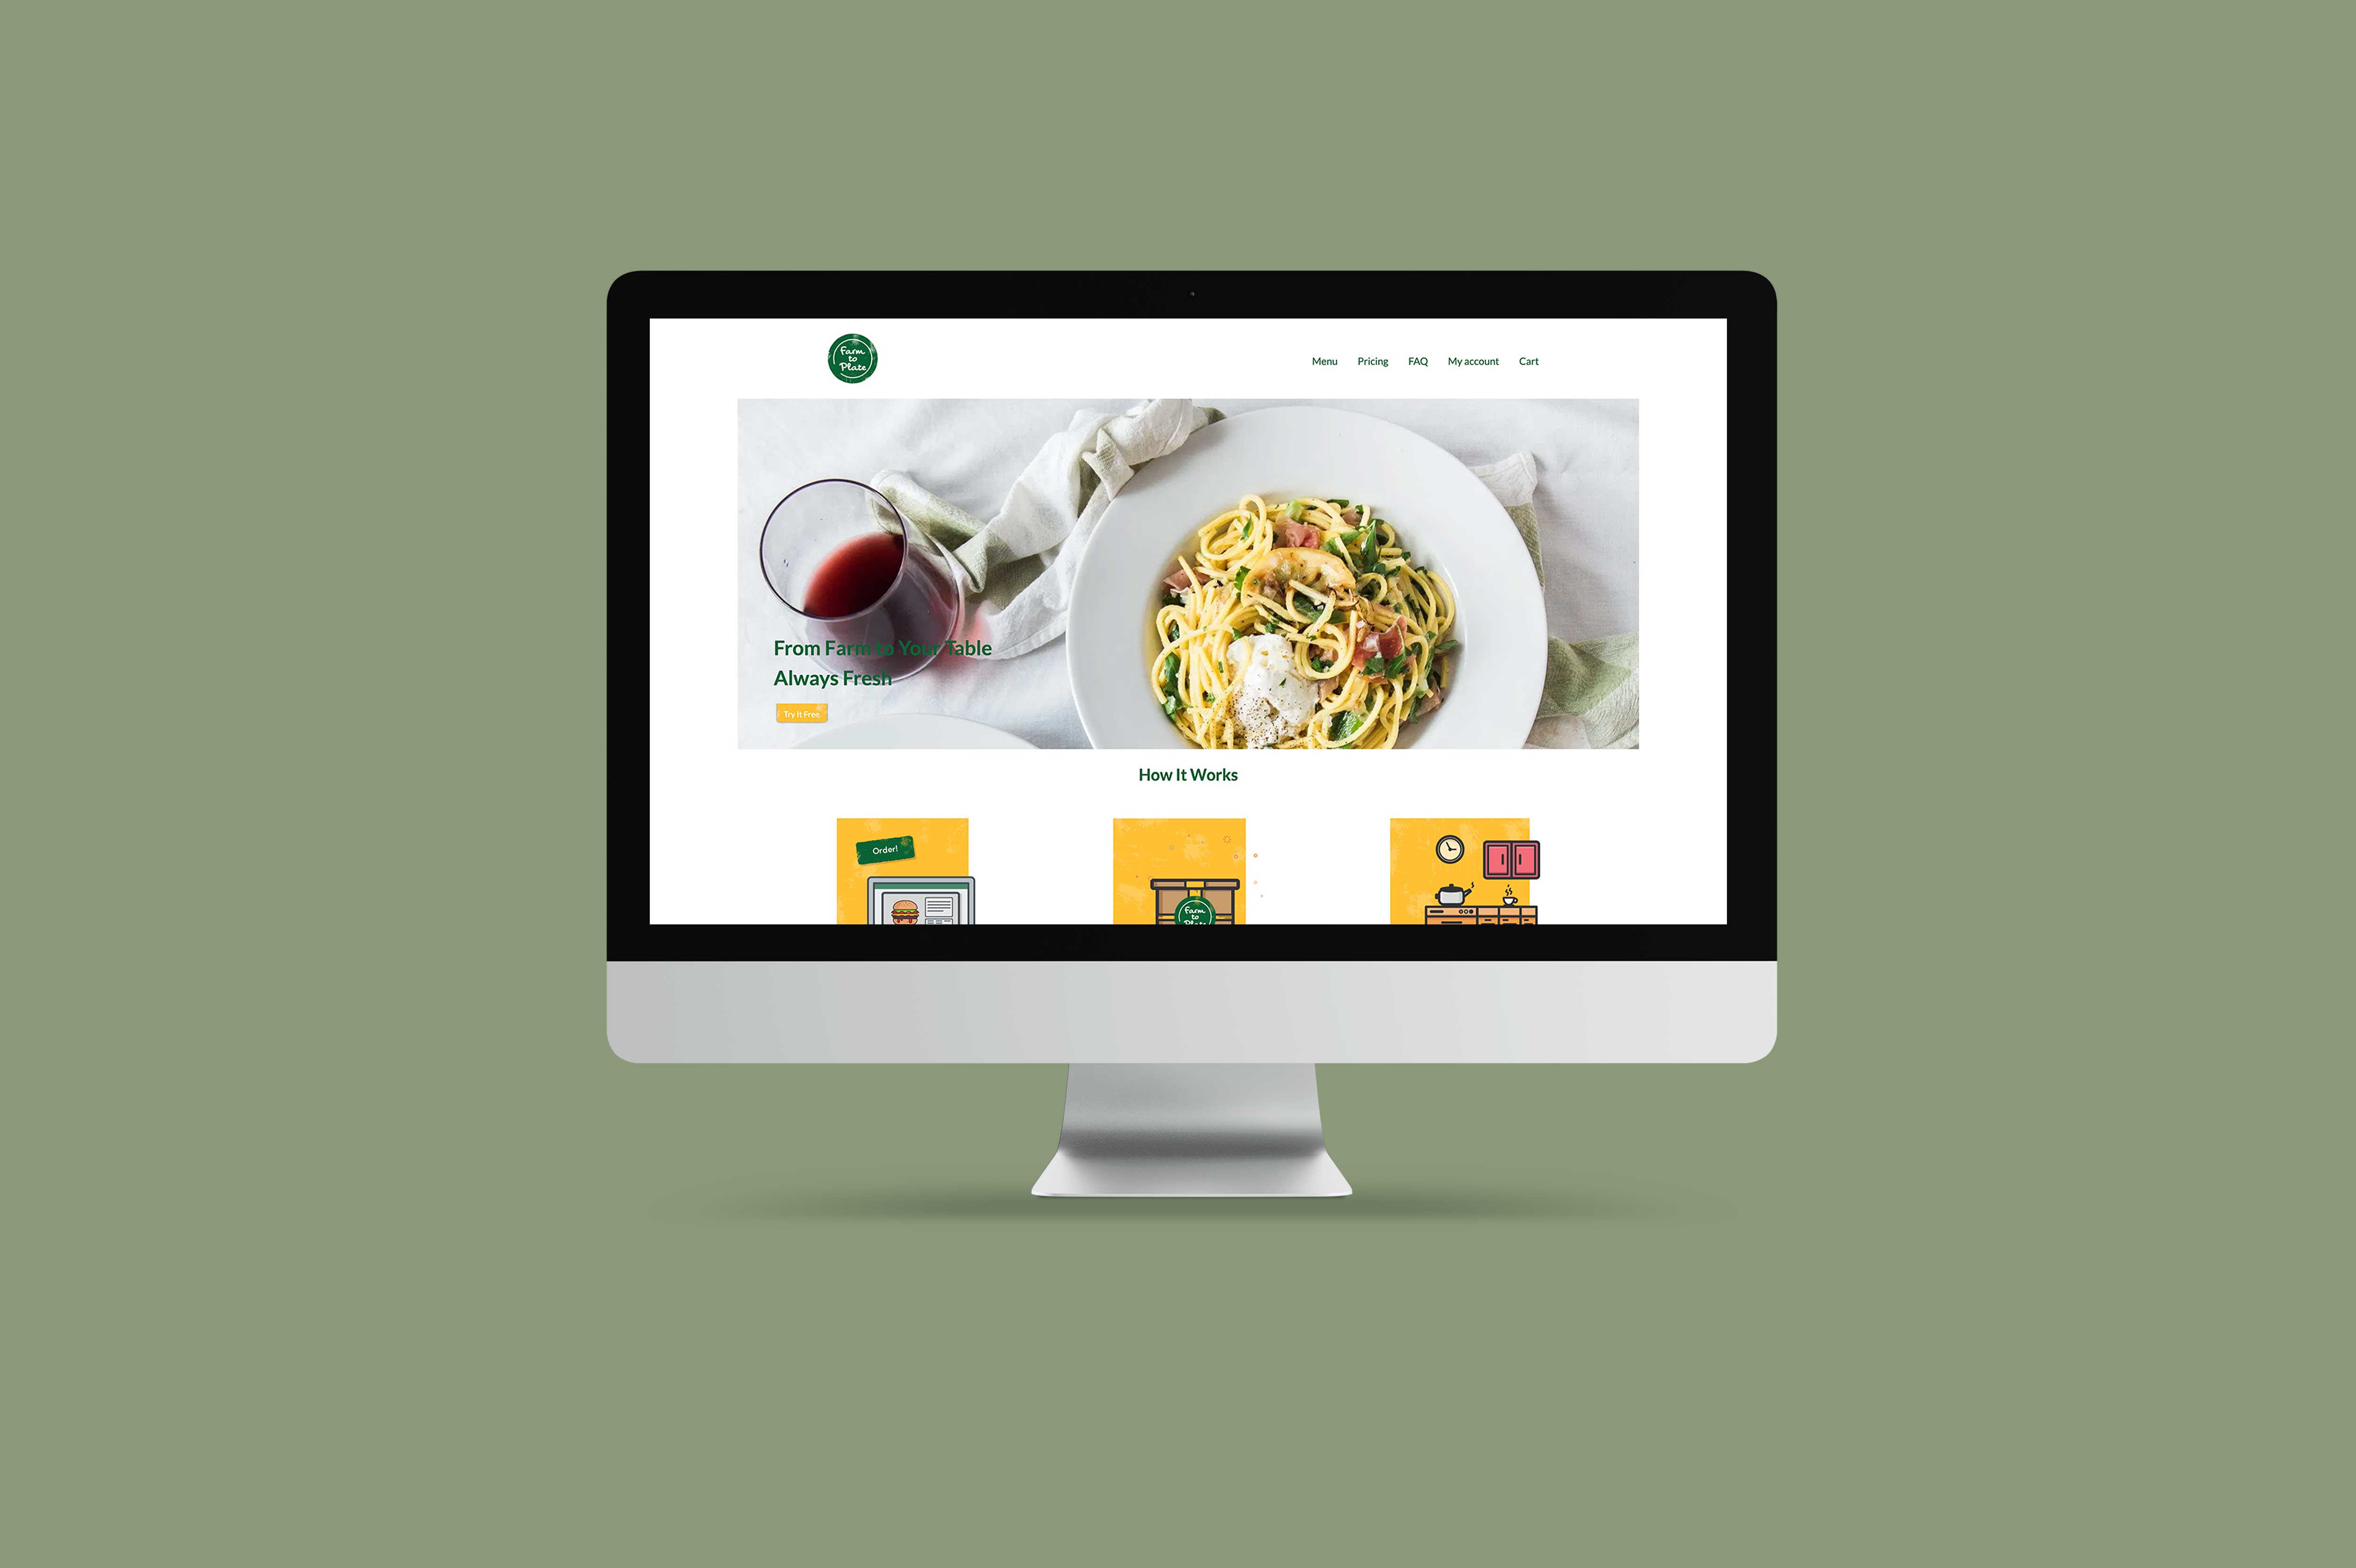 Farm
to
Plate
Menu Pricing FAQ My account Cart
From Farm to Your Table
Always Fresh
Try It Free
How It Works
Order!
Farm
to
Plate